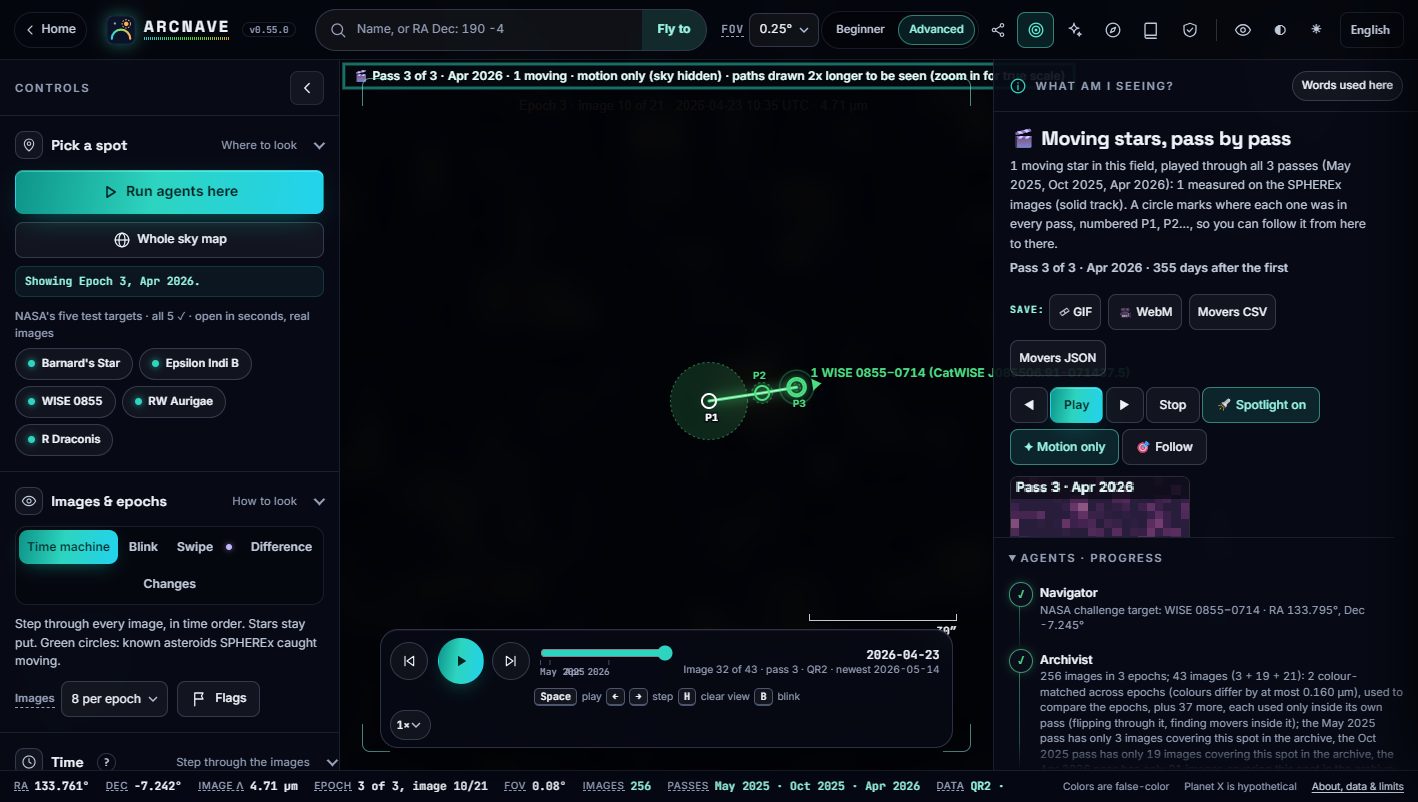 Home
ARCNAVE
v0.55.0
Name, or RA Dec: 190 -4
Fly to
FOV
0.25°
Beginner
Advanced
English
CONTROLS
Pick a spot
Where to look
Run agents here
Whole sky map
Showing Epoch 3, Apr 2026.
NASA's five test targets · all 5 ✓ · open in seconds, real
images
Barnard's Star
Epsilon Indi B
WISE 0855
RW Aurigae
R Draconis
Images & epochs
How to look
Time machine
Blink
Swipe
Difference
Changes
Step through every image, in time order. Stars stay
put. Green circles: known asteroids SPHEREx caught
moving.
Images
8 per epoch
Flags
Time
?
Step through the images
Pass 3 of 3 · Apr 2026 · 1 moving · motion only (sky hidden) · paths drawn 2x longer to be seen (zoom in for true scale)
Epoch 3 · image 10 of 21 · 2026-04-23 10:35 UTC · 4.71 µm
P1
P2
P3
1 WISE 0855−0714 (CatWISE J085506.91-071427.5)
2026-04-23
May 2025
Apr 2026
Image 32 of 43 · pass 3 · QR2 · newest 2026-05-14
Space play ← → step H clear view B blink
1×
WHAT AM I SEEING?
Words used here
Moving stars, pass by pass
1 moving star in this field, played through all 3 passes (May
2025, Oct 2025, Apr 2026): 1 measured on the SPHEREx
images (solid track). A circle marks where each one was in
every pass, numbered P1, P2..., so you can follow it from here
to there.
Pass 3 of 3 · Apr 2026 · 355 days after the first
SAVE:
GIF
WebM
Movers CSV
Movers JSON
Play
Stop
Spotlight on
Motion only
Follow
Pass 3 · Apr 2026
AGENTS · PROGRESS
Navigator
NASA challenge target: WISE 0855−0714 · RA 133.795°, Dec
-7.245°
Archivist
256 images in 3 epochs; 43 images (3 + 19 + 21): 2 colour-
matched across epochs (colours differ by at most 0.160 µm), used to
compare the epochs, plus 37 more, each used only inside its own
pass (flipping through it, finding movers inside it); the May 2025
pass has only 3 images covering this spot in the archive, the Oct
2025 pass has only 19 images covering this spot in the archive, the
RA 133.761°
DEC -7.242°
IMAGE Λ 4.71 µm
EPOCH 3 of 3, image 10/21
FOV 0.08°
IMAGES 256
PASSES May 2025 · Oct 2025 · Apr 2026
DATA QR2 ·
Colors are false-color
Planet X is hypothetical
About, data & limits